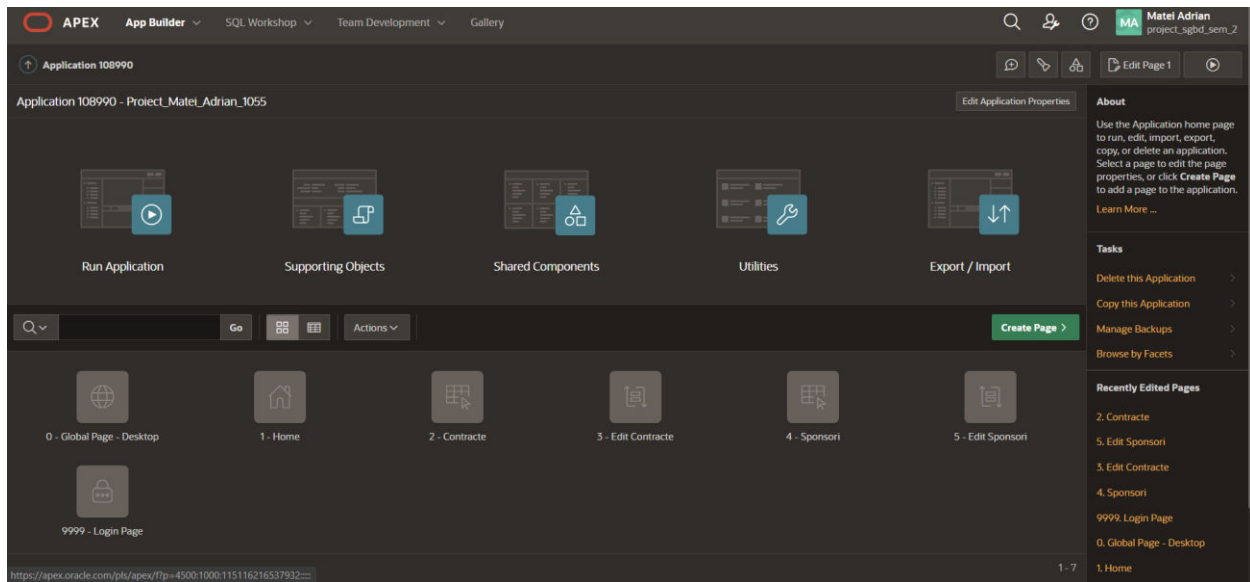 APEX App Builder SQL Workshop Team Development Gallery
MA Matei Adrian
project_sgbd_sem_2
Application 108990
Edit Page 1
Application 108990 - Proiect_Matei_Adrian_1055
Edit Application Properties
Run Application
Supporting Objects
Shared Components
Utilities
Export / Import
Go
Actions
Create Page
0 - Global Page - Desktop
1 - Home
2 - Contracte
3 - Edit Contracte
4 - Sponsori
5 - Edit Sponsori
9999 - Login Page
1 - 7
https://apex.oracle.com/pls/apex/f?p=4500:1000:115116216537932:::::
About
Use the Application home page
to run, edit, import, export,
copy, or delete an application.
Select a page to edit the page
properties, or click Create Page
to add a page to the application.
Learn More ...
Tasks
Delete this Application
Copy this Application
Manage Backups
Browse by Facets
Recently Edited Pages
2. Contracte
5. Edit Sponsori
3. Edit Contracte
4. Sponsori
9999. Login Page
0. Global Page - Desktop
1. Home